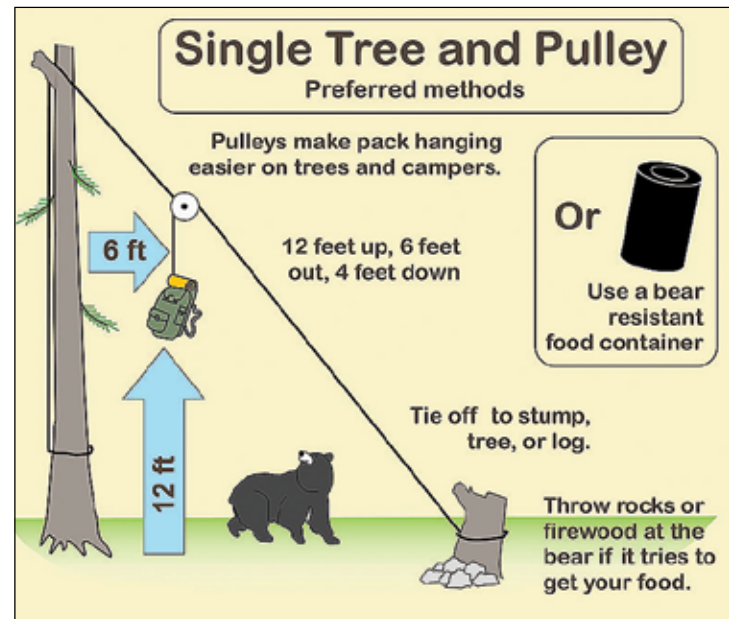 Single Tree and Pulley
Preferred methods
Pulleys make pack hanging
easier on trees and campers.
6 ft
12 feet up, 6 feet
out, 4 feet down
Or
Use a bear
resistant
food container
12 ft
Tie off to stump,
tree, or log.
Throw rocks or
firewood at the
bear if it tries to
get your food.